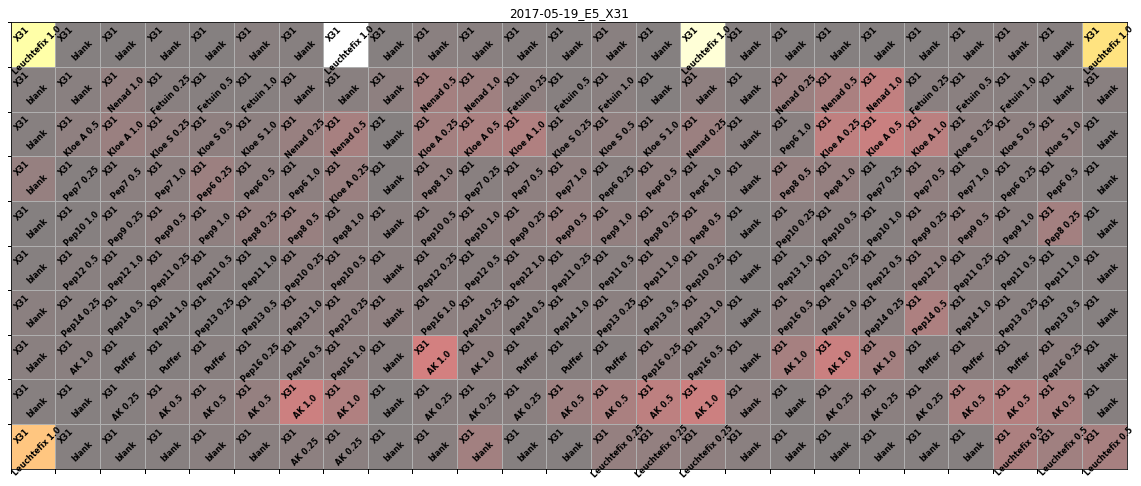 2017-05-19_E5_X31
X31 X31 X31 X31 X31 X31 X31 X31 X31 X31 X31 X31 X31 X31 X31 X31 X31 X31 X31 X31 X31 X31 X31 X31 X31
Leuchtefix 1.0 blank blank blank blank blank blank Leuchtefix 1.0 blank blank blank blank blank blank blank Leuchtefix 1.0 blank blank blank blank blank blank blank blank Leuchtefix 1.0
X31 X31 X31 X31 X31 X31 X31 X31 X31 X31 X31 X31 X31 X31 X31 X31 X31 X31 X31 X31 X31 X31 X31 X31 X31
blank blank Nenad 1.0 Fetuin 0.25 Fetuin 0.5 Fetuin 1.0 blank blank blank Nenad 0.5 Nenad 1.0 Fetuin 0.25 Fetuin 0.5 Fetuin 1.0 blank blank blank Nenad 0.25 Nenad 0.5 Nenad 1.0 Fetuin 0.25 Fetuin 0.5 Fetuin 1.0 blank blank
X31 X31 X31 X31 X31 X31 X31 X31 X31 X31 X31 X31 X31 X31 X31 X31 X31 X31 X31 X31 X31 X31 X31 X31 X31
blank Kloe A 0.5 Kloe A 1.0 Kloe S 0.25 Kloe S 0.5 Kloe S 1.0 Nenad 0.25 Nenad 0.5 blank Kloe A 0.25 Kloe A 0.5 Kloe A 1.0 Kloe S 0.25 Kloe S 0.5 Kloe S 1.0 Nenad 0.25 blank Pep6 1.0 Kloe A 0.25 Kloe A 0.5 Kloe A 1.0 Kloe S 0.25 Kloe S 0.5 Kloe S 1.0 blank
X31 X31 X31 X31 X31 X31 X31 X31 X31 X31 X31 X31 X31 X31 X31 X31 X31 X31 X31 X31 X31 X31 X31 X31 X31
blank Pep7 0.25 Pep7 0.5 Pep7 1.0 Pep6 0.25 Pep6 0.5 Pep6 1.0 Kloe A 0.25 blank Pep8 1.0 Pep7 0.25 Pep7 0.5 Pep7 1.0 Pep6 0.25 Pep6 0.5 Pep6 1.0 blank Pep8 0.5 Pep8 1.0 Pep7 0.25 Pep7 0.5 Pep7 1.0 Pep6 0.25 Pep6 0.5 blank
X31 X31 X31 X31 X31 X31 X31 X31 X31 X31 X31 X31 X31 X31 X31 X31 X31 X31 X31 X31 X31 X31 X31 X31 X31
blank Pep10 1.0 Pep9 0.5 Pep9 0.5 Pep9 1.0 Pep8 0.25 Pep8 0.5 Pep8 1.0 blank Pep10 0.5 Pep10 1.0 Pep9 0.25 Pep9 0.5 Pep9 1.0 Pep8 0.25 Pep8 0.5 blank Pep10 0.25 Pep10 0.5 Pep10 1.0 Pep9 0.25 Pep9 0.5 Pep9 1.0 Pep8 0.25 blank
X31 X31 X31 X31 X31 X31 X31 X31 X31 X31 X31 X31 X31 X31 X31 X31 X31 X31 X31 X31 X31 X31 X31 X31 X31
blank Pep12 0.5 Pep12 1.0 Pep11 0.25 Pep11 0.5 Pep11 1.0 Pep10 0.25 Pep10 0.5 blank Pep12 0.25 Pep12 0.5 Pep12 1.0 Pep11 0.25 Pep11 0.5 Pep11 1.0 Pep10 0.25 blank Pep13 1.0 Pep12 0.25 Pep12 0.5 Pep12 1.0 Pep11 0.25 Pep11 0.5 Pep11 1.0 blank
X31 X31 X31 X31 X31 X31 X31 X31 X31 X31 X31 X31 X31 X31 X31 X31 X31 X31 X31 X31 X31 X31 X31 X31 X31
blank Pep14 0.25 Pep14 0.5 Pep14 1.0 Pep13 0.25 Pep13 0.5 Pep13 1.0 Pep12 0.25 blank Pep16 1.0 Pep14 0.25 Pep14 0.5 Pep14 1.0 Pep13 0.25 Pep13 0.5 Pep13 1.0 blank Pep16 0.5 Pep16 1.0 Pep14 0.25 Pep14 0.5 Pep14 1.0 Pep13 0.25 Pep13 0.5 blank
X31 X31 X31 X31 X31 X31 X31 X31 X31 X31 X31 X31 X31 X31 X31 X31 X31 X31 X31 X31 X31 X31 X31 X31 X31
blank AK 1.0 Puffer Puffer Puffer Pep16 0.25 Pep16 0.5 Pep16 1.0 blank AK 1.0 AK 1.0 Puffer Puffer Puffer Pep16 0.25 Pep16 0.5 blank AK 1.0 AK 1.0 AK 1.0 Puffer Puffer Puffer Pep16 0.25 blank
X31 X31 X31 X31 X31 X31 X31 X31 X31 X31 X31 X31 X31 X31 X31 X31 X31 X31 X31 X31 X31 X31 X31 X31 X31
blank blank AK 0.25 AK 0.5 AK 0.5 AK 0.5 AK 1.0 AK 1.0 blank AK 0.25 AK 0.25 AK 0.25 AK 0.5 AK 0.5 AK 0.5 AK 1.0 blank blank AK 0.25 AK 0.25 AK 0.25 AK 0.5 AK 0.5 AK 0.5 blank
X31 X31 X31 X31 X31 X31 X31 X31 X31 X31 X31 X31 X31 X31 X31 X31 X31 X31 X31 X31 X31 X31 X31 X31 X31
Leuchtefix 1.0 blank blank blank blank blank AK 0.25 AK 0.25 blank blank blank blank blank Leuchtefix 0.25 Leuchtefix 0.25 Leuchtefix 0.25 blank blank blank blank blank blank Leuchtefix 0.5 Leuchtefix 0.5 Leuchtefix 0.5